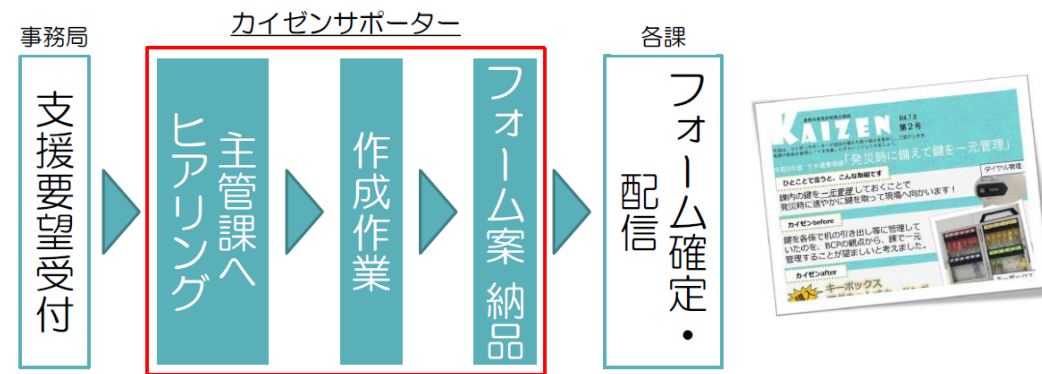 カイゼンサポーター
事務局
各課
支援要望受付
主管課へ
ヒアリング
作成作業
フォーム案 納品
フォーム確定・
配信
KAIZEN
R4.7.8
第2号
「発災時に備えて鍵を一元管理」
ひとことで言うと、こんな取組です
課内の鍵を一元管理しておくことで
発災時に速やかに鍵を取って現場へ向かいます！
ダイヤル管理
カイゼンbefore
鍵を各係で机の引き出し等に管理して
いたのを、BCPの観点から、課で一元
管理することが望ましいと考えました。
カイゼンafter
キーボックス
キーボックス